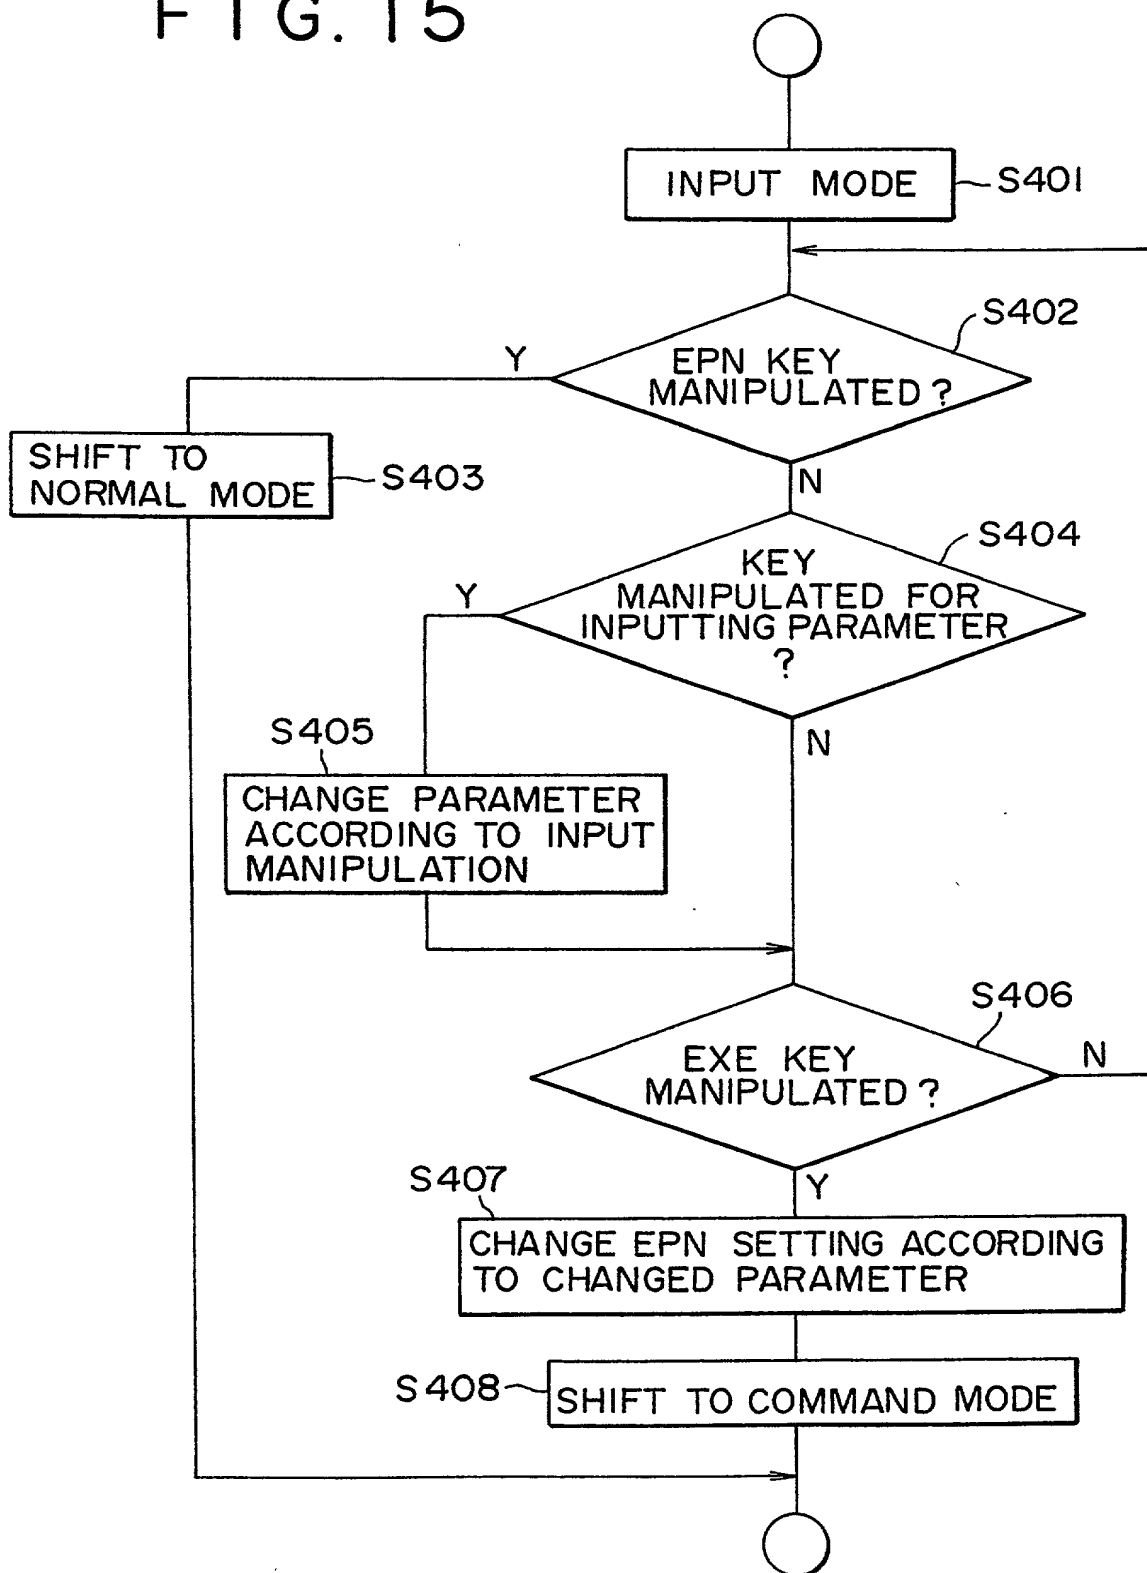 FIG. 15
INPUT MODE
S401
S402
EPN KEY
MANIPULATED?
Y
N
SHIFT TO
NORMAL MODE
S403
S404
KEY
MANIPULATED FOR
INPUTTING PARAMETER
?
Y
N
S405
CHANGE PARAMETER
ACCORDING TO INPUT
MANIPULATION
S406
EXE KEY
MANIPULATED?
N
Y
S407
CHANGE EPN SETTING ACCORDING
TO CHANGED PARAMETER
S408
SHIFT TO COMMAND MODE